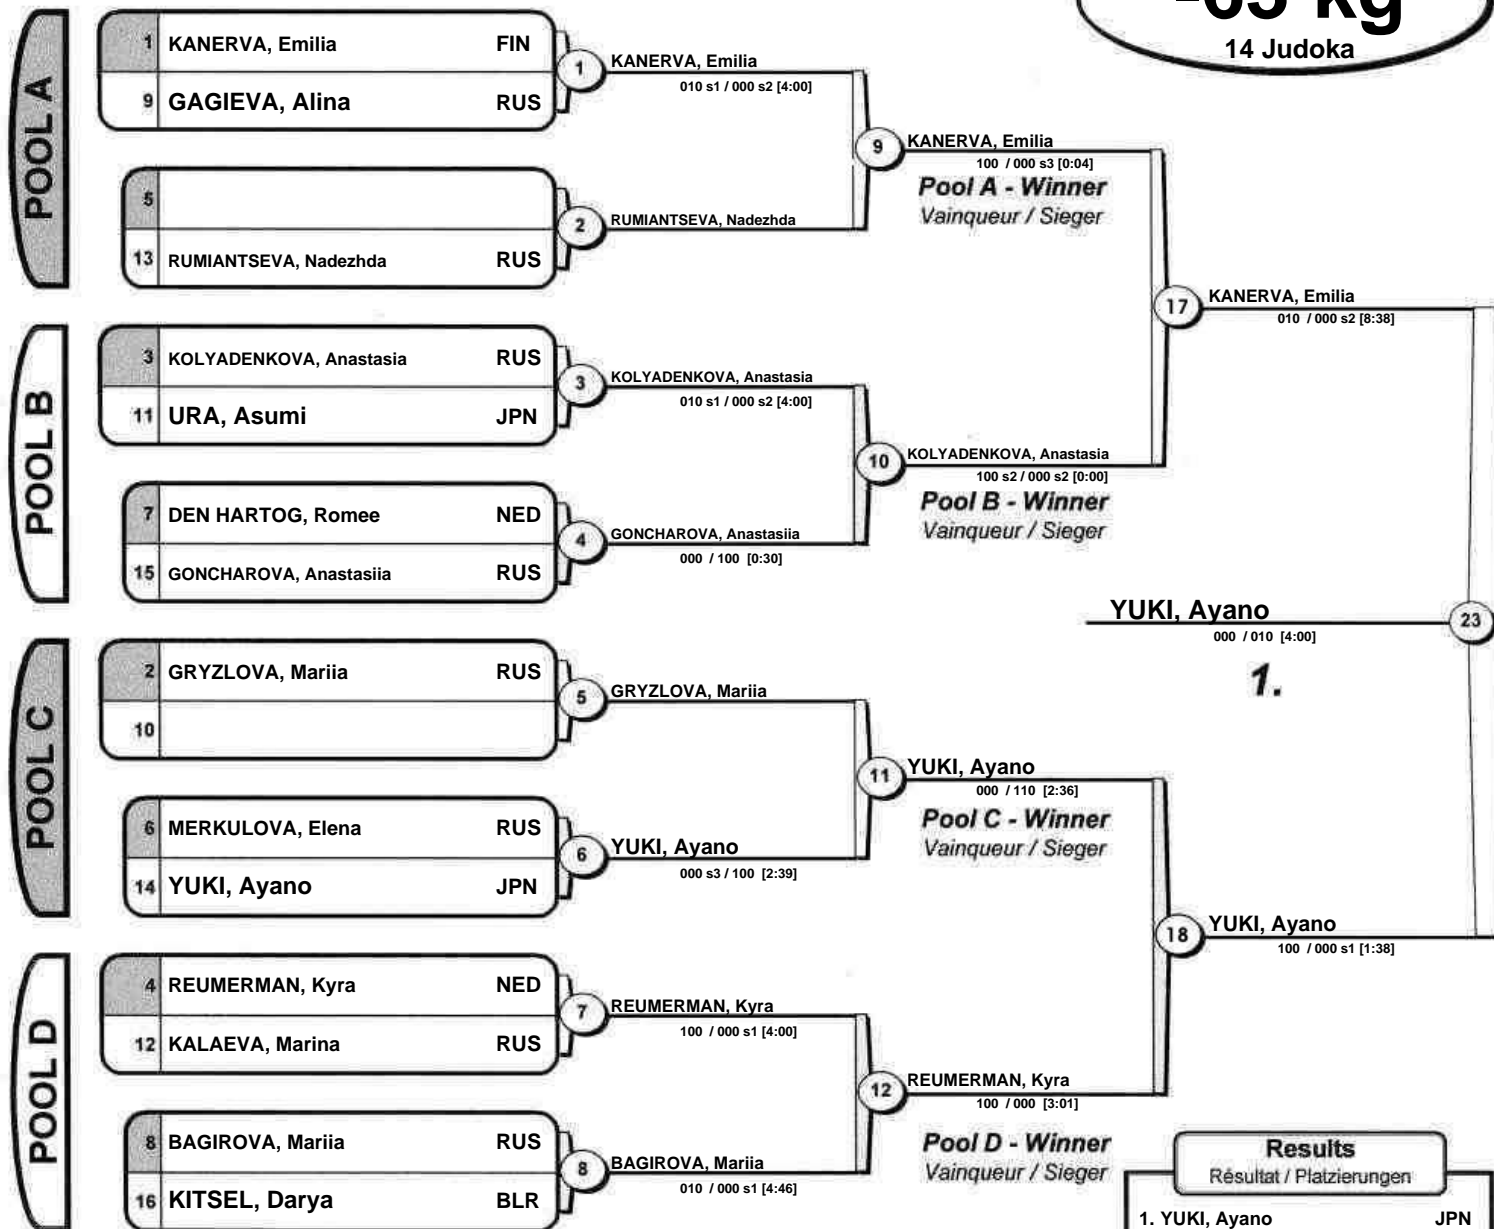 -63 kg
14 Judoka
POOL A
1 KANERVA, Emilia FIN
9 GAGIEVA, Alina RUS
1
KANERVA, Emilia
010 s1 / 000 s2 [4:00]
5
13 RUMIANTSEVA, Nadezhda RUS
2
RUMIANTSEVA, Nadezhda
9
KANERVA, Emilia
100 / 000 s3 [0:04]
Pool A - Winner
Vainqueur / Sieger
POOL B
3 KOLYADENKOVA, Anastasia RUS
11 URA, Asumi JPN
3
KOLYADENKOVA, Anastasia
010 s1 / 000 s2 [4:00]
7 DEN HARTOG, Romee NED
15 GONCHAROVA, Anastasiia RUS
4
GONCHAROVA, Anastasiia
000 / 100 [0:30]
10
KOLYADENKOVA, Anastasia
100 s2 / 000 s2 [0:00]
Pool B - Winner
Vainqueur / Sieger
17
KANERVA, Emilia
010 / 000 s2 [8:38]
YUKI, Ayano
000 / 010 [4:00]
23
1.
POOL C
2 GRYZLOVA, Mariia RUS
10
5
GRYZLOVA, Mariia
6 MERKULOVA, Elena RUS
14 YUKI, Ayano JPN
6
YUKI, Ayano
000 s3 / 100 [2:39]
11
YUKI, Ayano
000 / 110 [2:36]
Pool C - Winner
Vainqueur / Sieger
POOL D
4 REUMERMAN, Kyra NED
12 KALAEVA, Marina RUS
7
REUMERMAN, Kyra
100 / 000 s1 [4:00]
8 BAGIROVA, Mariia RUS
16 KITSEL, Darya BLR
8
BAGIROVA, Mariia
010 / 000 s1 [4:46]
12
REUMERMAN, Kyra
100 / 000 [3:01]
Pool D - Winner
Vainqueur / Sieger
18
YUKI, Ayano
100 / 000 s1 [1:38]
Results
Résultat / Platzierungen
1. YUKI, Ayano JPN